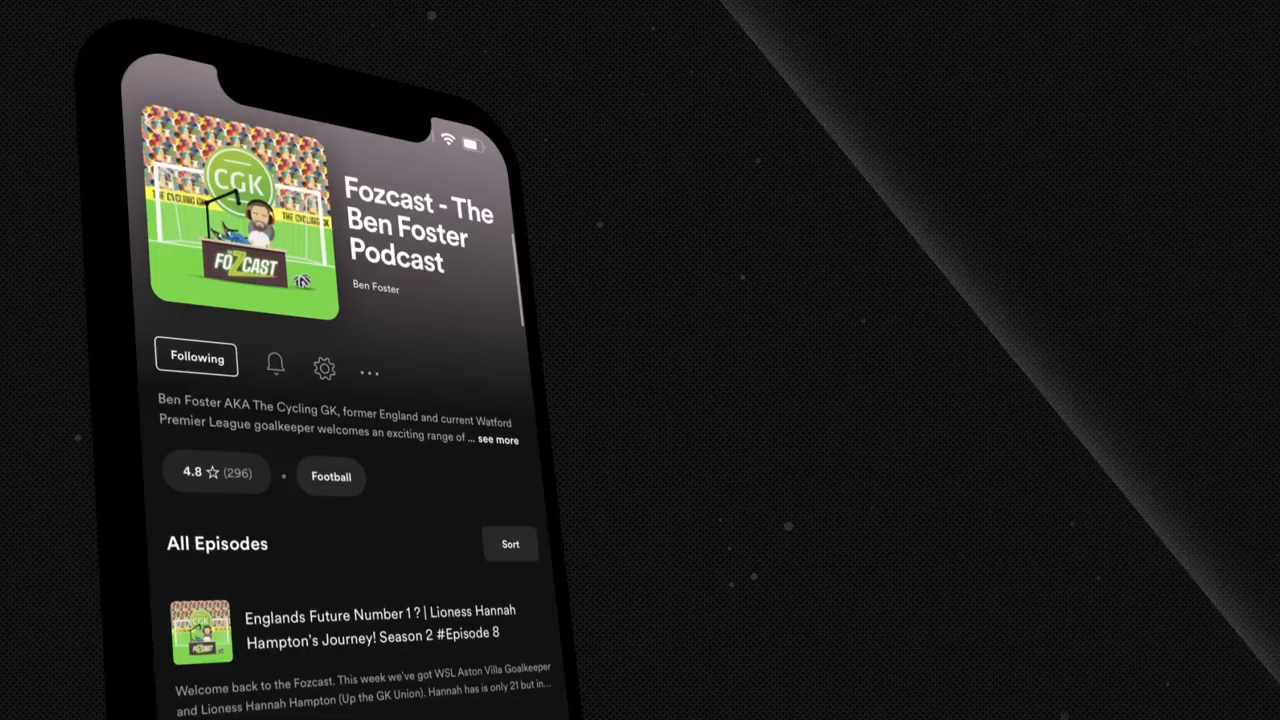 CGK
THE CYCLING GK
THE CYCLING GK
FOZCAST
Fozcast - The
Ben Foster
Podcast
Ben Foster
Following
Ben Foster AKA The Cycling GK, former England and current Watford
Premier League goalkeeper welcomes an exciting range of ... see more
4.8 ☆ (296)
Football
All Episodes
Sort
CGK
FOZCAST
Englands Future Number 1 ? | Lioness Hannah
Hampton's Journey! Season 2 #Episode 8
Welcome back to the Fozcast. This week we've got WSL Aston Villa Goalkeeper
and Lioness Hannah Hampton (Up the GK Union). Hannah has is only 21 but in...